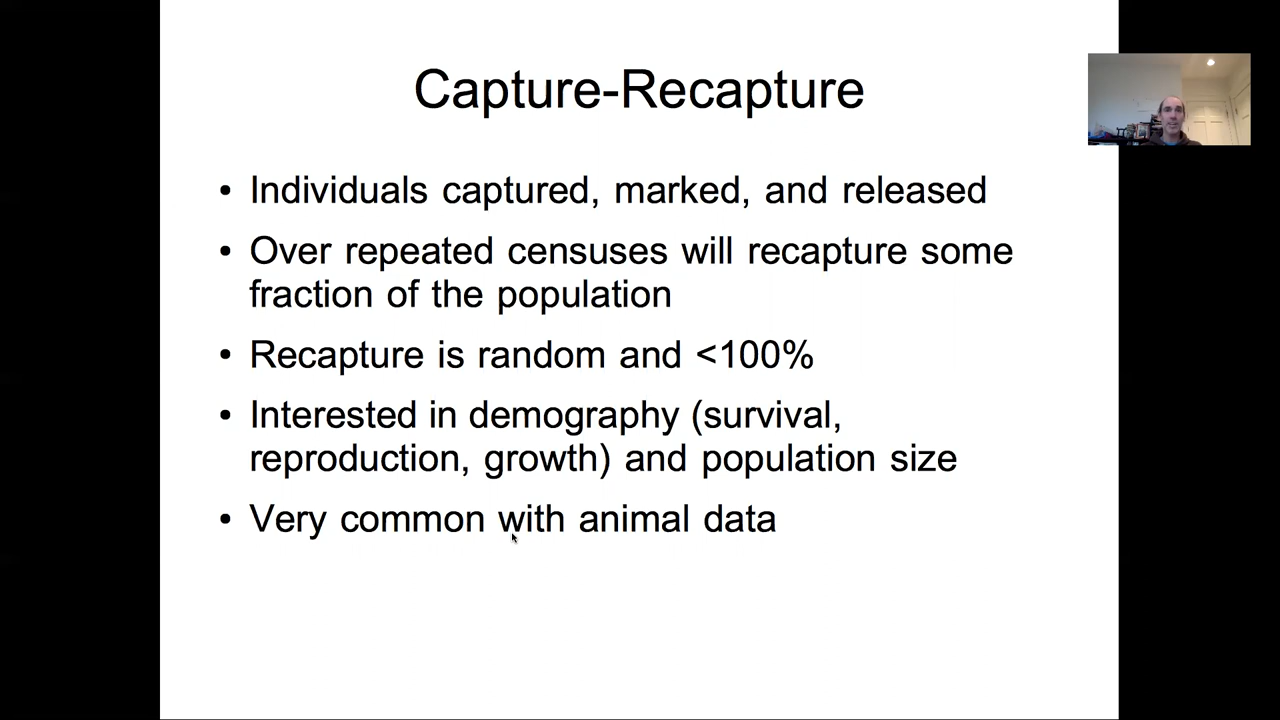 Capture-Recapture
• Individuals captured, marked, and released
• Over repeated censuses will recapture some
fraction of the population
• Recapture is random and <100%
• Interested in demography (survival,
reproduction, growth) and population size
• Very common with animal data